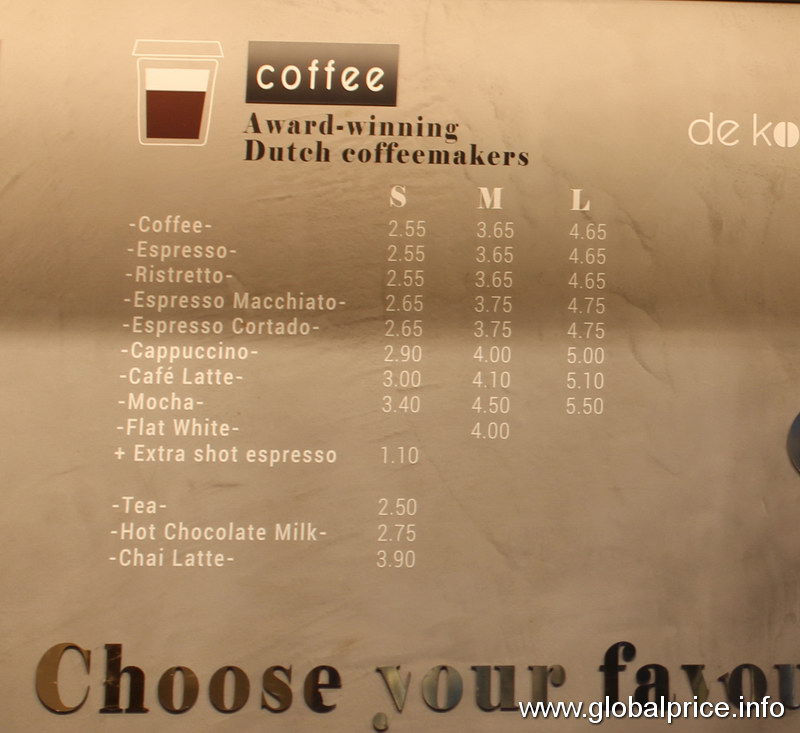 coffee
Award-winning
Dutch coffeemakers
de ko
S M L
-Coffee- 2.55 3.65 4.65
-Espresso- 2.55 3.65 4.65
-Ristretto- 2.55 3.65 4.65
-Espresso Macchiato- 2.65 3.75 4.75
-Espresso Cortado- 2.65 3.75 4.75
-Cappuccino- 2.90 4.00 5.00
-Café Latte- 3.00 4.10 5.10
-Mocha- 3.40 4.50 5.50
-Flat White- 4.00
+ Extra shot espresso 1.10
-Tea- 2.50
-Hot Chocolate Milk- 2.75
-Chai Latte- 3.90
Choose your favou
www.globalprice.info